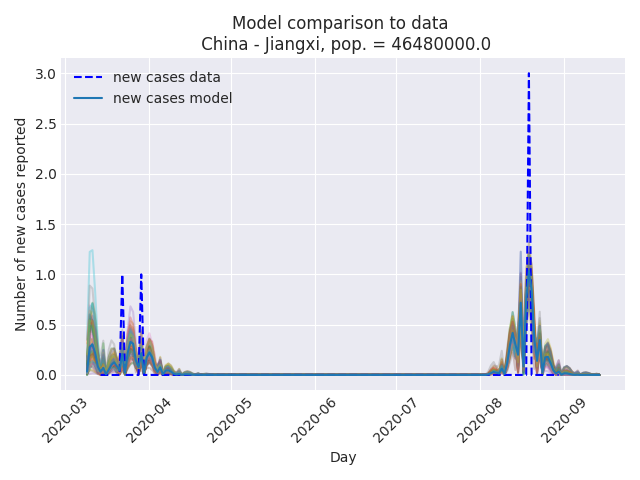 Model comparison to data
China - Jiangxi, pop. = 46480000.0
new cases data
new cases model
Number of new cases reported
3.0
2.5
2.0
1.5
1.0
0.5
0.0
2020-03
2020-04
2020-05
2020-06
2020-07
2020-08
2020-09
Day